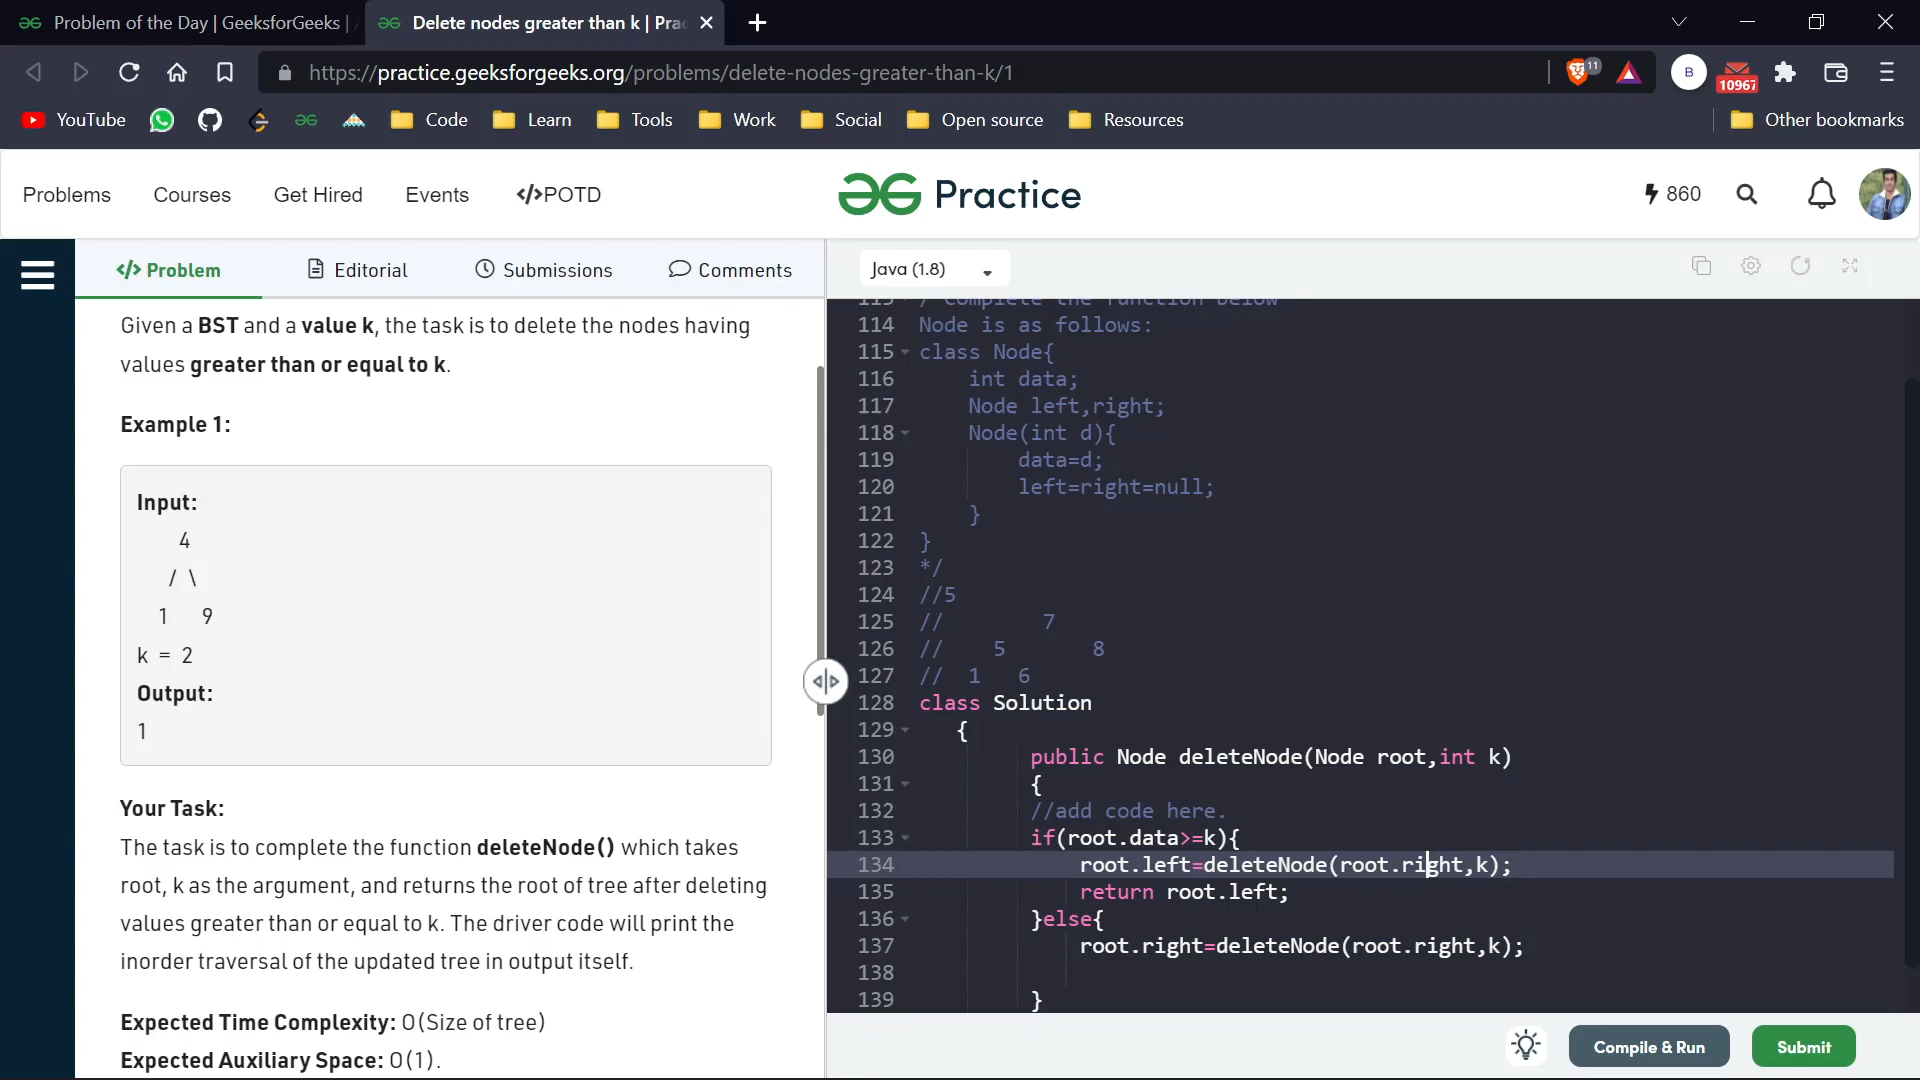 Problem of the Day | GeeksforGeeks |
Delete nodes greater than k | Pra
https://practice.geeksforgeeks.org/problems/delete-nodes-greater-than-k/1
11
B
10967
YouTube
Code
Learn
Tools
Work
Social
Open source
Resources
Other bookmarks
Problems
Courses
Get Hired
Events
</>POTD
Practice
860
</> Problem
Editorial
Submissions
Comments
Java (1.8)
Given a BST and a value k, the task is to delete the nodes having
values greater than or equal to k.
Example 1:
Input:
4
/ \
1 9
k = 2
Output:
1
Your Task:
The task is to complete the function deleteNode() which takes
root, k as the argument, and returns the root of tree after deleting
values greater than or equal to k. The driver code will print the
inorder traversal of the updated tree in output itself.
Expected Time Complexity: O(Size of tree)
Expected Auxiliary Space: O(1).
114 Node is as follows:
115 class Node{
116 int data;
117 Node left,right;
118 Node(int d){
119 data=d;
120 left=right=null;
121 }
122 }
123 */
124 //5
125 // 7
126 // 5 8
127 // 1 6
128 class Solution
129 {
130 public Node deleteNode(Node root,int k)
131 {
132 //add code here.
133 if(root.data>=k){
134 root.left=deleteNode(root.right,k);
135 return root.left;
136 }else{
137 root.right=deleteNode(root.right,k);
138
139 }
Compile & Run
Submit